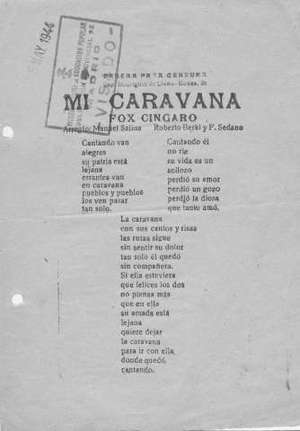 MAY 1944
VISADO
MI CARAVANA
FOX CINGARO
Arreglo: Manuel Salina Roberto Berki y F. Sedano
Cantando van
alegres
su patria está
lejana
errantes van
en caravana
pueblos y pueblos
los ven pasar
tan solo.
Cantando él
no rie
su vida es un
sollozo
perdió su amor
perdió un gozo
perdió la diosa
que tanto amó.
La caravana
con sus cantos y risas
las rutas sigue
sin sentir su dolor
tan solo él quedó
sin compañera.
Si ella estuviera
que felices los dos
no piensa más
que en ella
su amada está
lejana
quiere dejar
la caravana
para ir con ella
donde quedó
cantando.